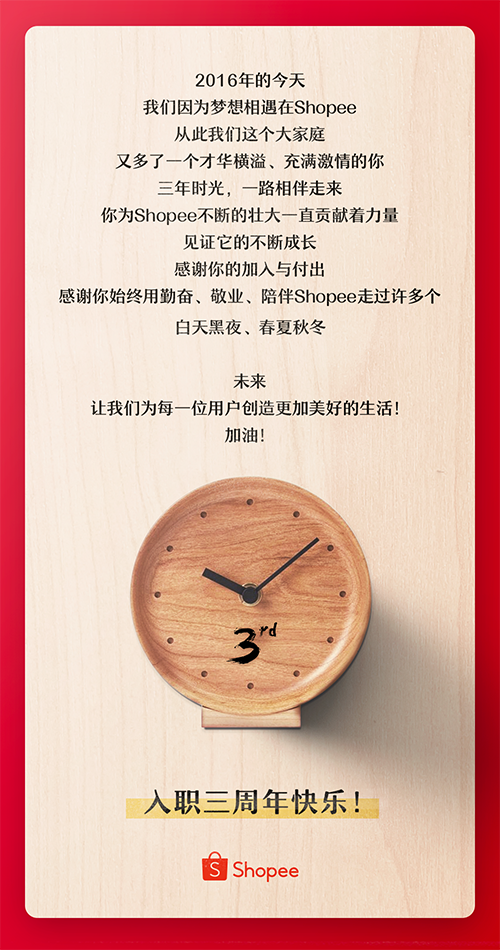 2016年的今天
我们因为梦想相遇在Shopee
从此我们这个大家庭
又多了一个才华横溢、充满激情的你
三年时光，一路相伴走来
你为Shopee不断的壮大一直贡献着力量
见证它的不断成长
感谢你的加入与付出
感谢你始终用勤奋、敬业、陪伴Shopee走过许多个
白天黑夜、春夏秋冬
未来
让我们为每一位用户创造更加美好的生活！
加油！
3rd
入职三周年快乐！
S Shopee